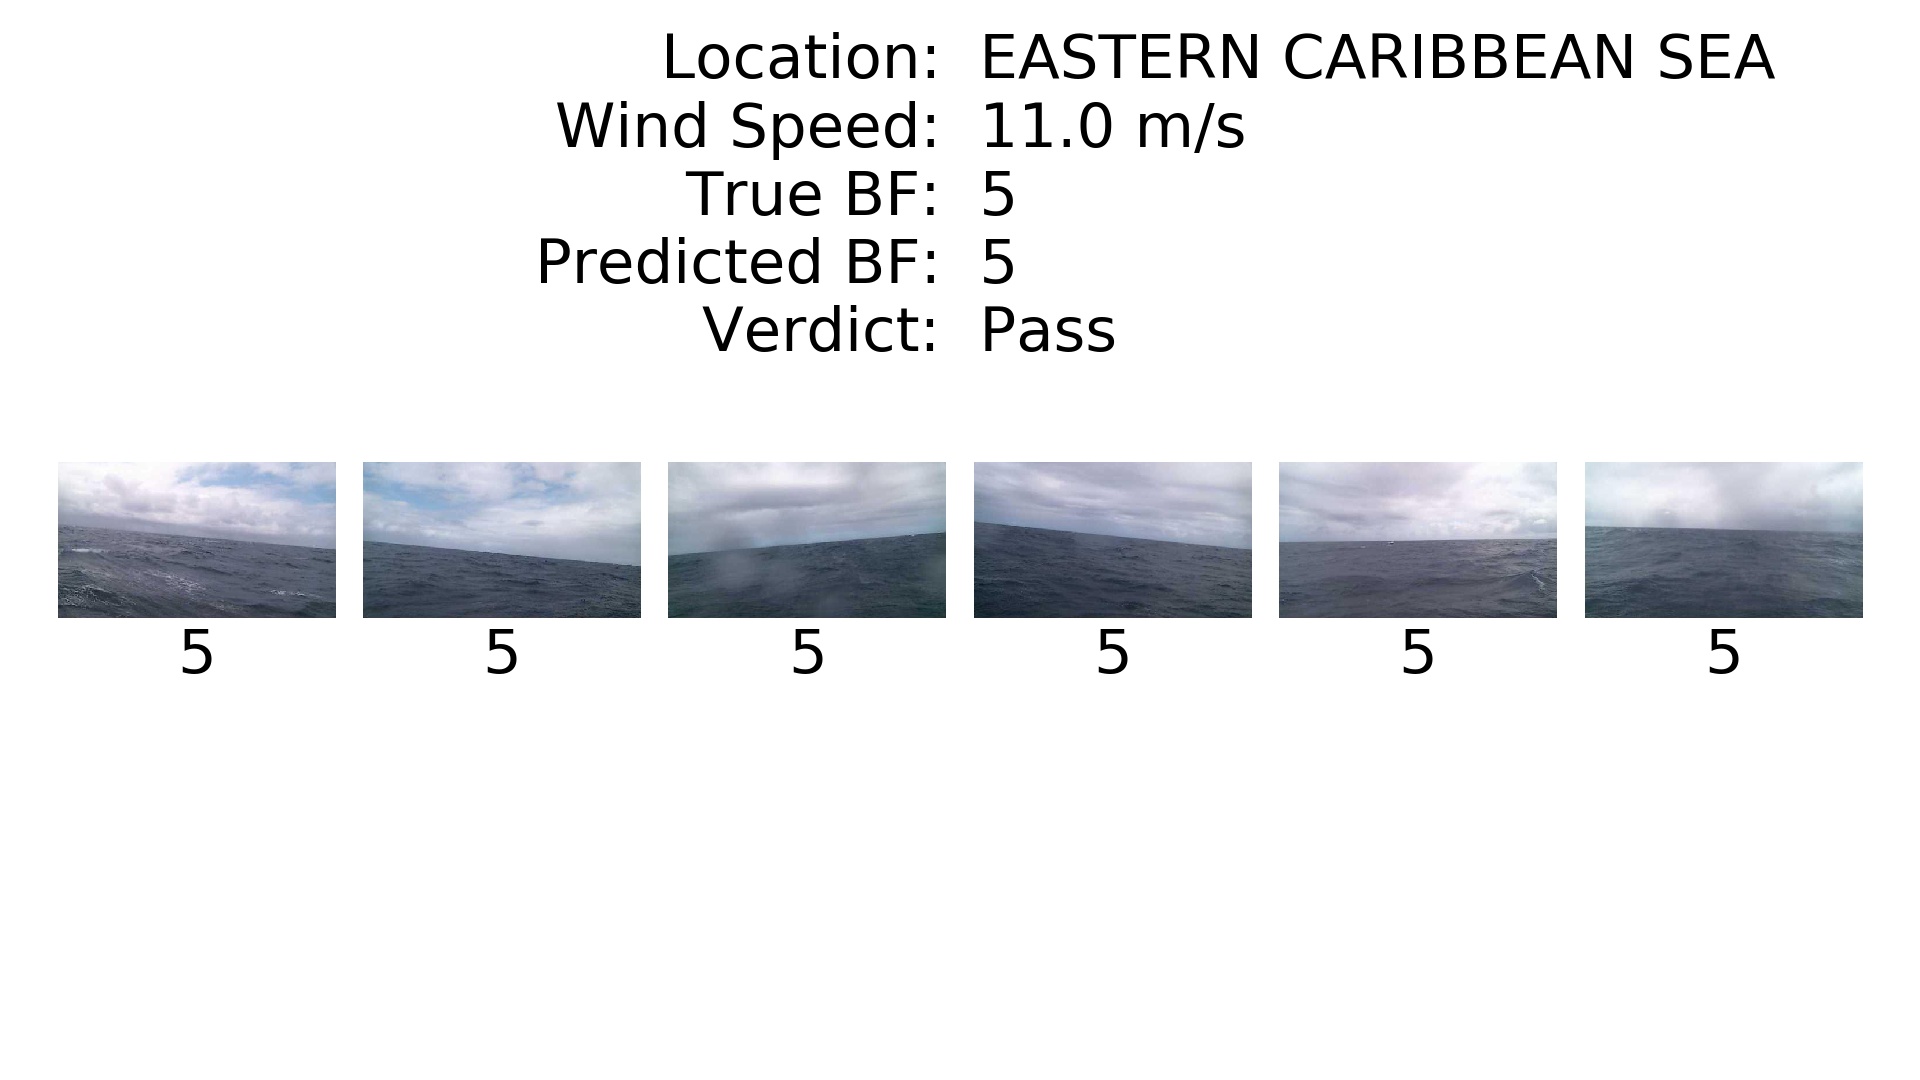 Location: EASTERN CARIBBEAN SEA
Wind Speed: 11.0 m/s
True BF: 5
Predicted BF: 5
Verdict: Pass
5 5 5 5 5 5